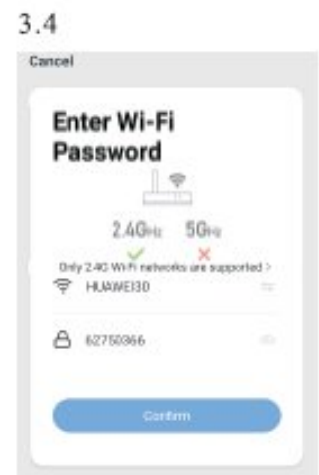 3.4
Cancel
Enter Wi-Fi
Password
2.4GHz 5GHz
Only 2.4G Wi-Fi networks are supported >
HUAWEI30
62750366
Confirm